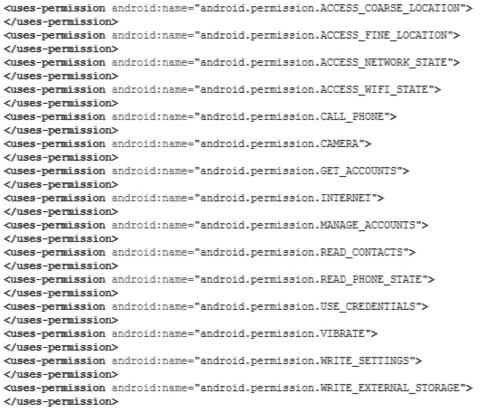 <uses-permission android:name="android.permission.ACCESS_COARSE_LOCATION">
</uses-permission>
<uses-permission android:name="android.permission.ACCESS_FINE_LOCATION">
</uses-permission>
<uses-permission android:name="android.permission.ACCESS_NETWORK_STATE">
</uses-permission>
<uses-permission android:name="android.permission.ACCESS_WIFI_STATE">
</uses-permission>
<uses-permission android:name="android.permission.CALL_PHONE">
</uses-permission>
<uses-permission android:name="android.permission.CAMERA">
</uses-permission>
<uses-permission android:name="android.permission.GET_ACCOUNTS">
</uses-permission>
<uses-permission android:name="android.permission.INTERNET">
</uses-permission>
<uses-permission android:name="android.permission.MANAGE_ACCOUNTS">
</uses-permission>
<uses-permission android:name="android.permission.READ_CONTACTS">
</uses-permission>
<uses-permission android:name="android.permission.READ_PHONE_STATE">
</uses-permission>
<uses-permission android:name="android.permission.USE_CREDENTIALS">
</uses-permission>
<uses-permission android:name="android.permission.VIBRATE">
</uses-permission>
<uses-permission android:name="android.permission.WRITE_SETTINGS">
</uses-permission>
<uses-permission android:name="android.permission.WRITE_EXTERNAL_STORAGE">
</uses-permission>